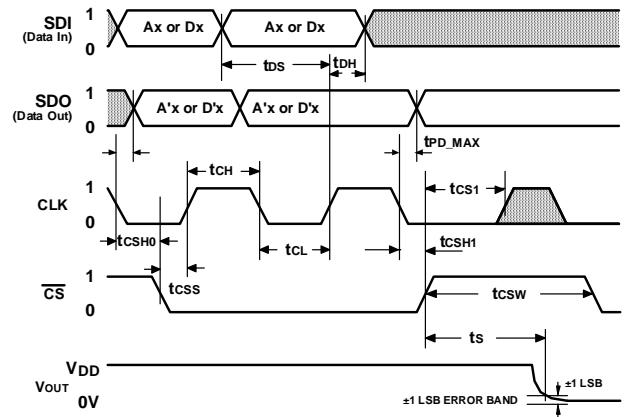 SDI
(Data In)
1
0
Ax or Dx
Ax or Dx
tDS
tDH
SDO
(Data Out)
1
0
A'x or D'x
A'x or D'x
tPD_MAX
CLK
1
0
tCH
tCS1
tCSH0
tCL
tCSH1
CS
1
0
tCSS
tCSW
tS
VDD
VOUT
0V
±1 LSB
±1 LSB ERROR BAND